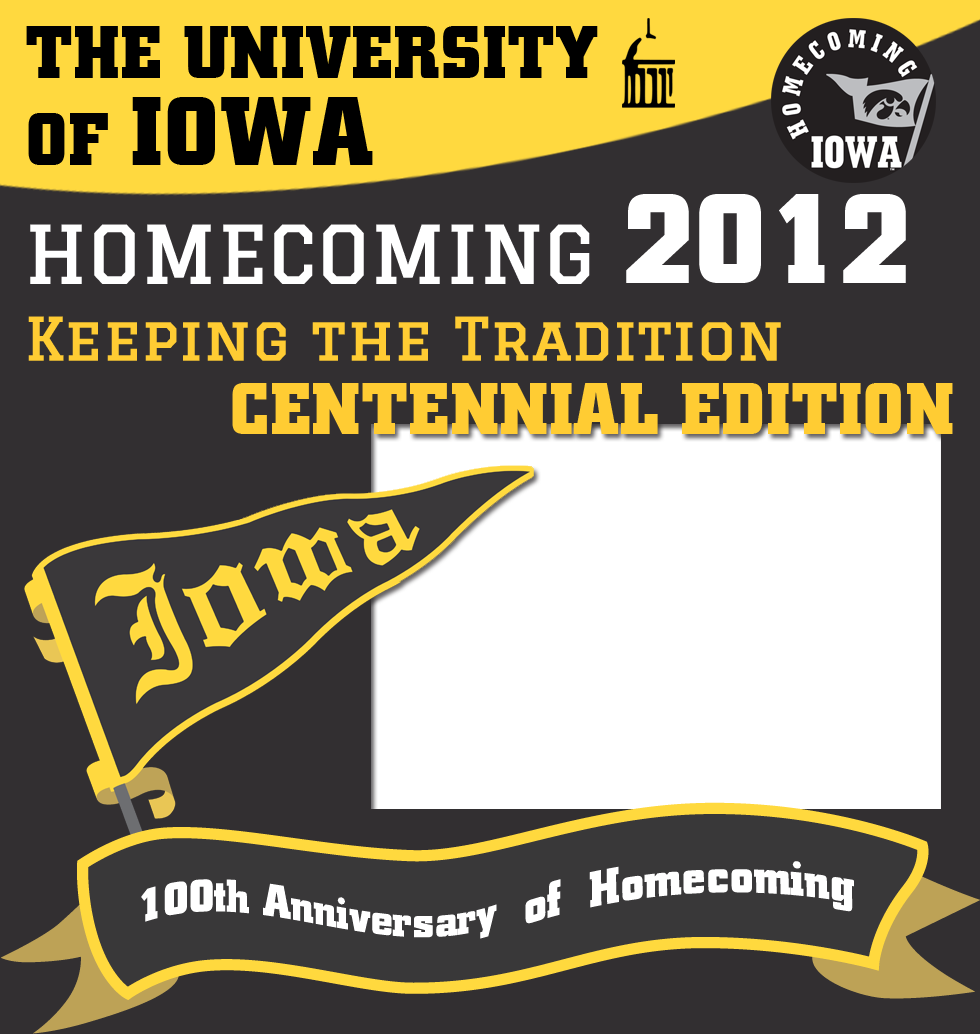 THE UNIVERSITY
OF IOWA
HOMECOMING
IOWA
HOMECOMING 2012
KEEPING THE TRADITION
CENTENNIAL EDITION
Iowa
100th Anniversary of Homecoming